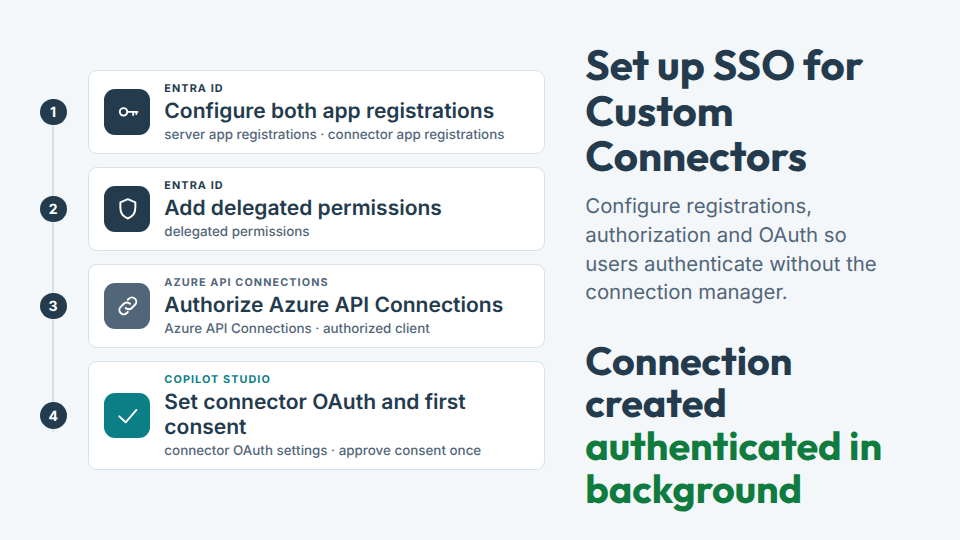 1
ENTRA ID
Configure both app registrations
server app registrations · connector app registrations
2
ENTRA ID
Add delegated permissions
delegated permissions
3
AZURE API CONNECTIONS
Authorize Azure API Connections
Azure API Connections · authorized client
4
COPILOT STUDIO
Set connector OAuth and first
consent
connector OAuth settings · approve consent once
Set up SSO for
Custom
Connectors
Configure registrations,
authorization and OAuth so
users authenticate without the
connection manager.
Connection
created
authenticated in
background